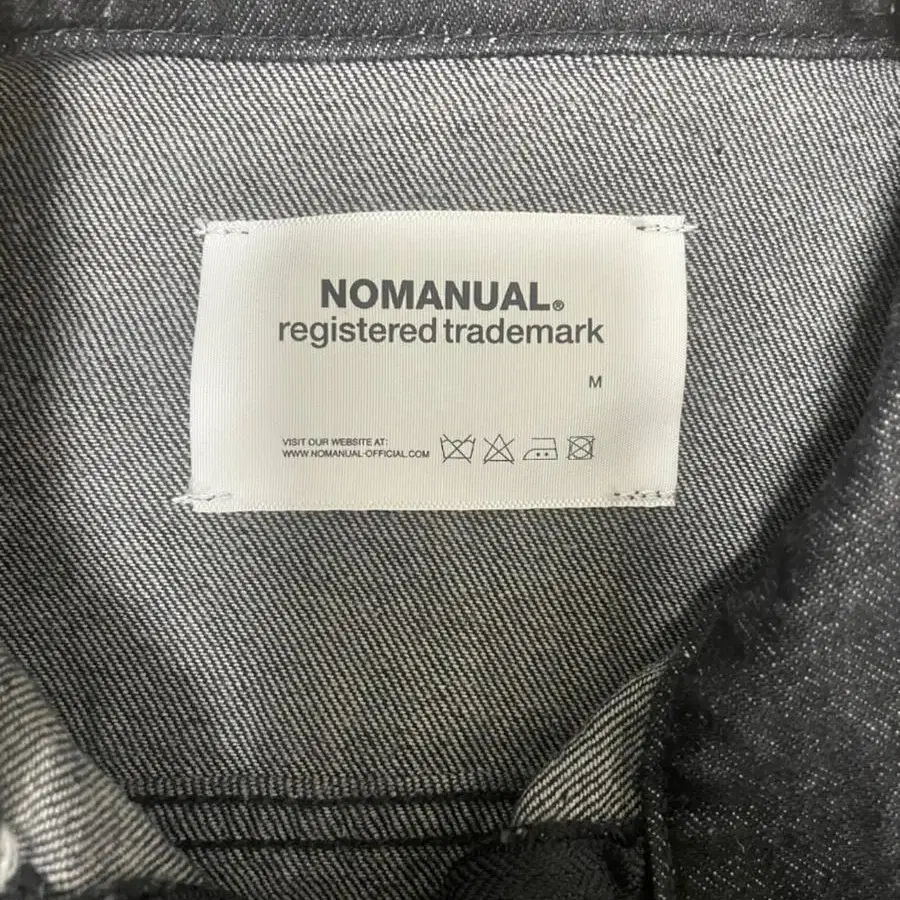 NOMANUAL®
registered trademark
M
VISIT OUR WEBSITE AT:
WWW.NOMANUAL-OFFICIAL.COM